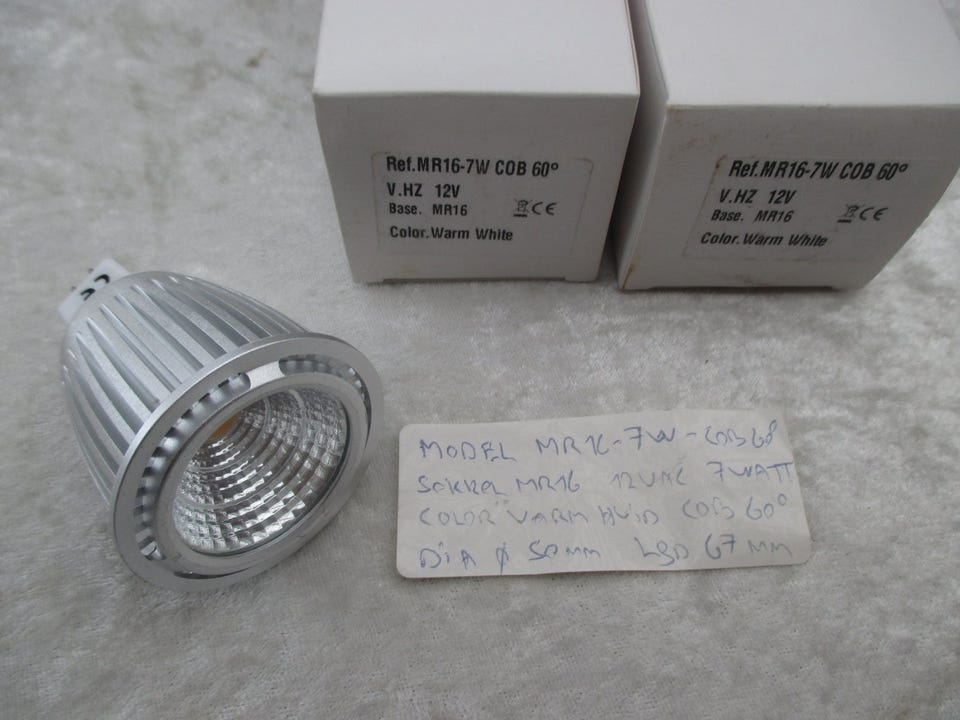 Ref.MR16-7W COB 60°
V.HZ 12V
Base. MR16 CE
Color.Warm White
Ref.MR16-7W COB 60°
V.HZ 12V
Base. MR16 CE
Color.Warm White
MODEL MR16-7W-COB 60°
SOKKEL MR16 12VAC 7WATT
COLOR VARM HVID COB 60°
DIA ϕ 50mm 67 MM